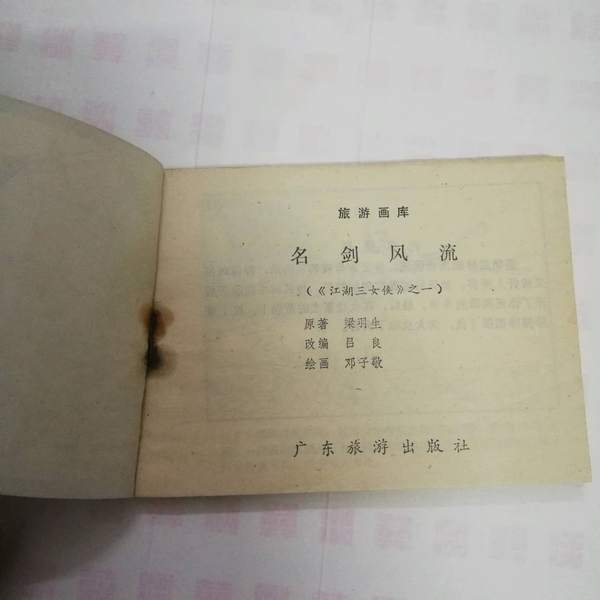 旅游画库
名剑风流
(《江湖三女侠》之一)
原著 梁羽生
改编 吕良
绘画 邓子敬
广东旅游出版社